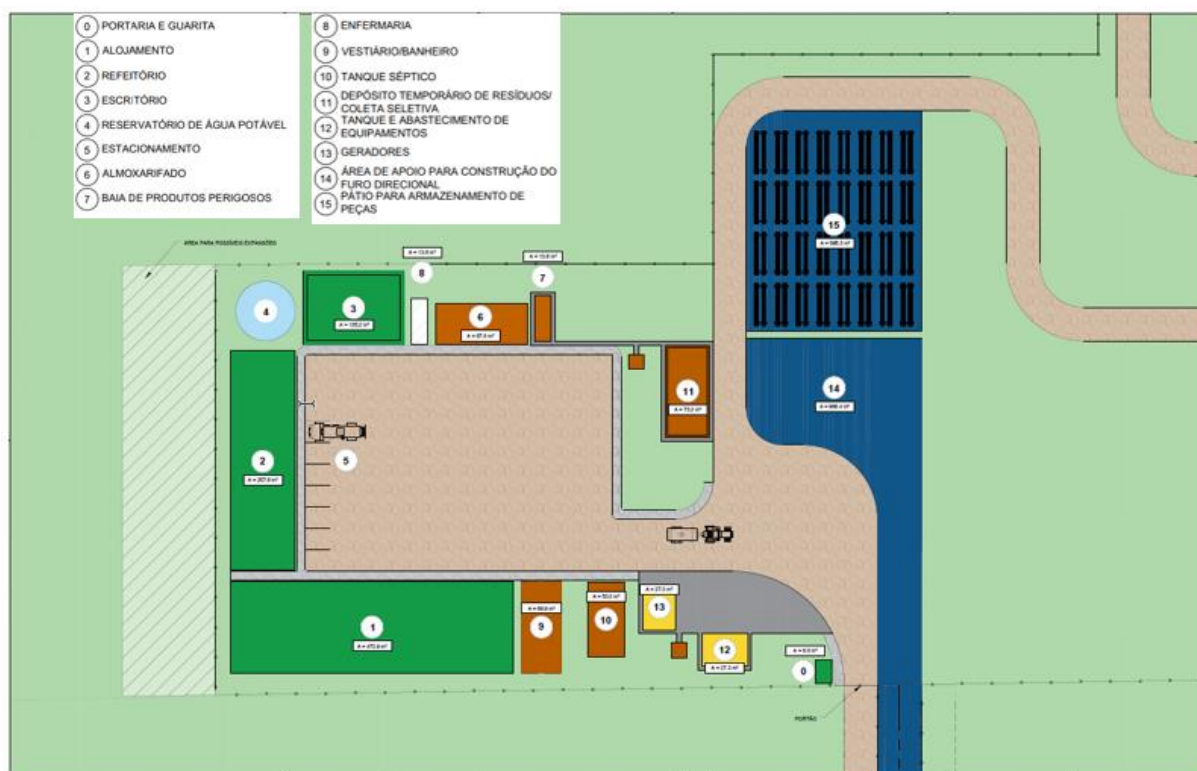 0 PORTARIA E GUARITA
1 ALOJAMENTO
2 REFEITÓRIO
3 ESCRITÓRIO
4 RESERVATÓRIO DE ÁGUA POTÁVEL
5 ESTACIONAMENTO
6 ALMOXARIFADO
7 BAIA DE PRODUTOS PERIGOSOS
8 ENFERMARIA
9 VESTIÁRIO/BANHEIRO
10 TANQUE SÉPTICO
11 DEPÓSITO TEMPORÁRIO DE RESÍDUOS/
COLETA SELETIVA
12 TANQUE E ABASTECIMENTO DE
EQUIPAMENTOS
13 GERADORES
14 ÁREA DE APOIO PARA CONSTRUÇÃO DO
FURO DIRECIONAL
15 PÁTIO PARA ARMAZENAMENTO DE
PEÇAS
ÁREA PARA POSSÍVEIS EXPANSÕES
15
8
7
4
3
6
14
11
2
5
13
9
10
1
12
0
PORTÃO